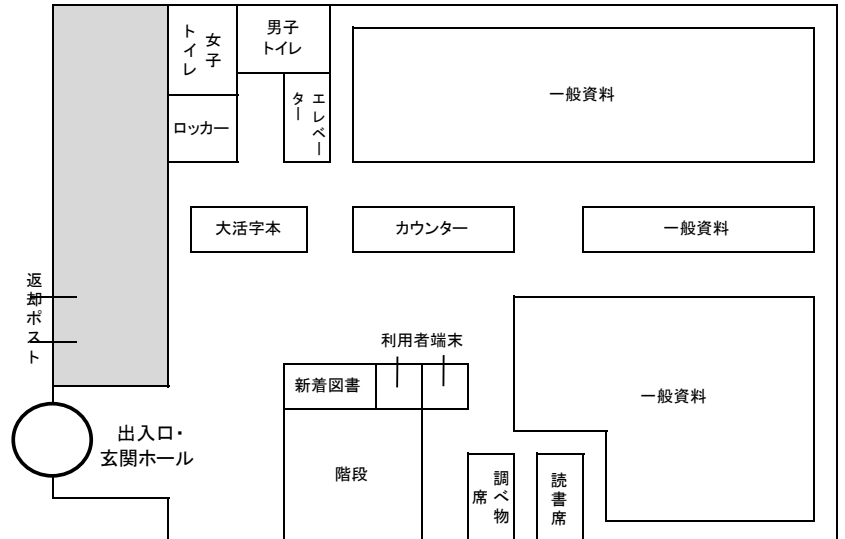 女子
トイレ
男子
トイレ
エレベー
ター
一般資料
ロッカー
大活字本
カウンター
一般資料
返却ポスト
利用者端末
新着図書
一般資料
出入口・
玄関ホール
階段
調べ物
席
読書席